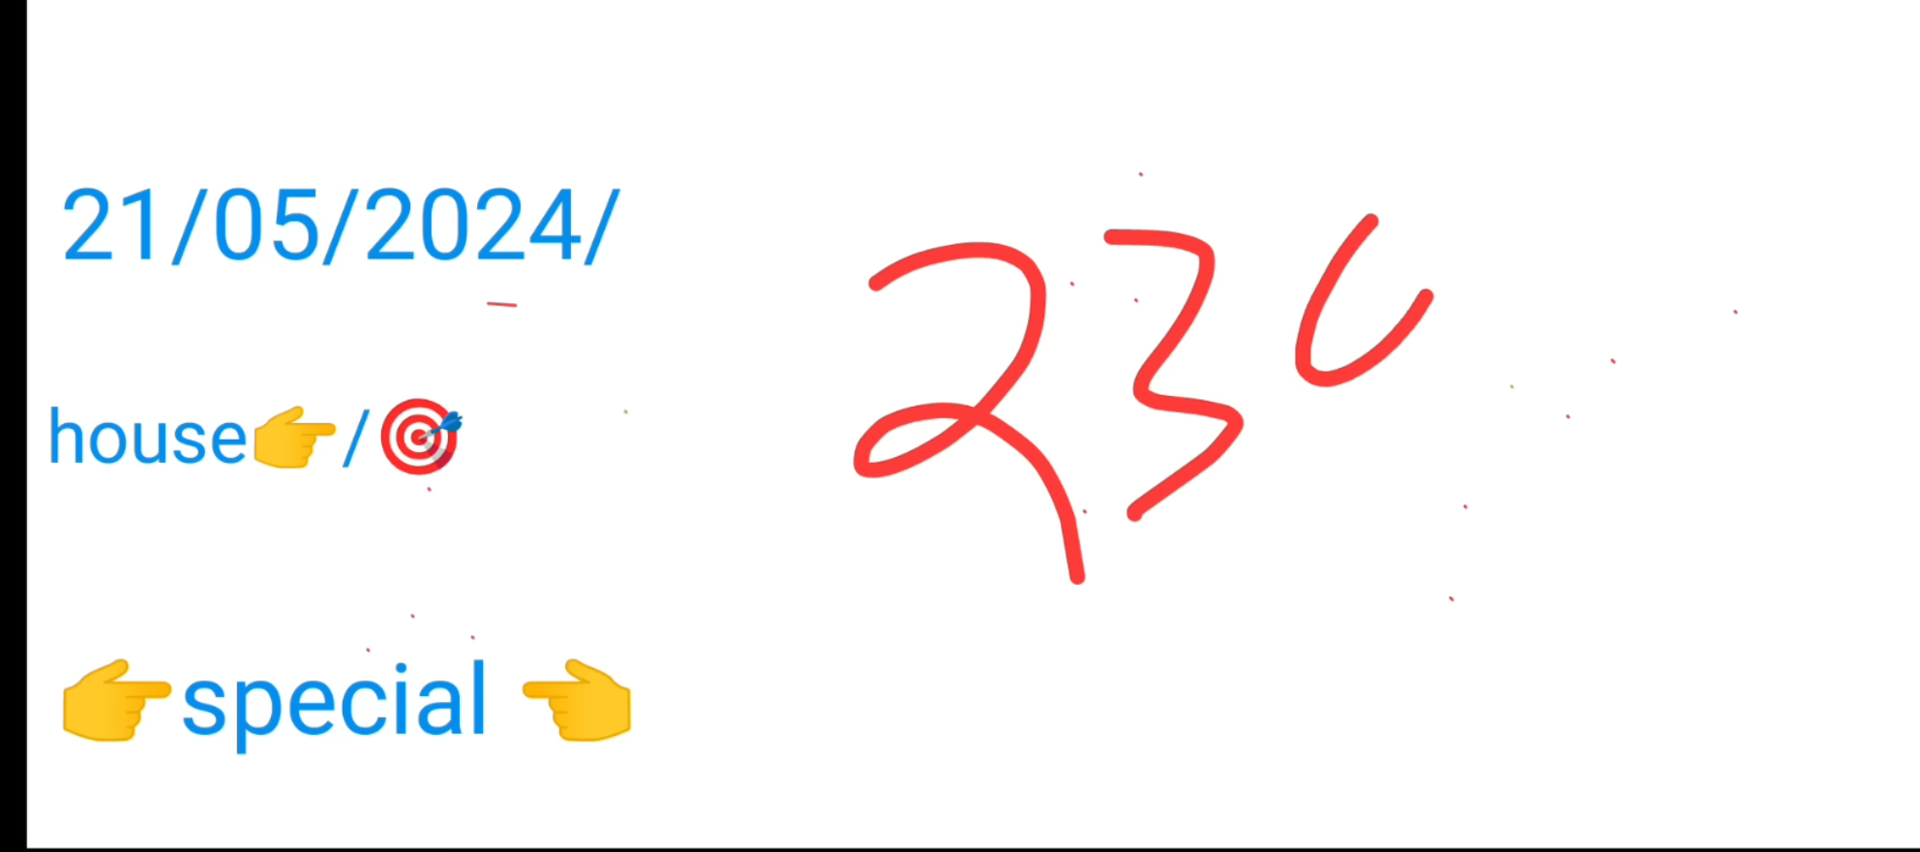 21/05/2024/
house👉/🎯
👉special 👈
23